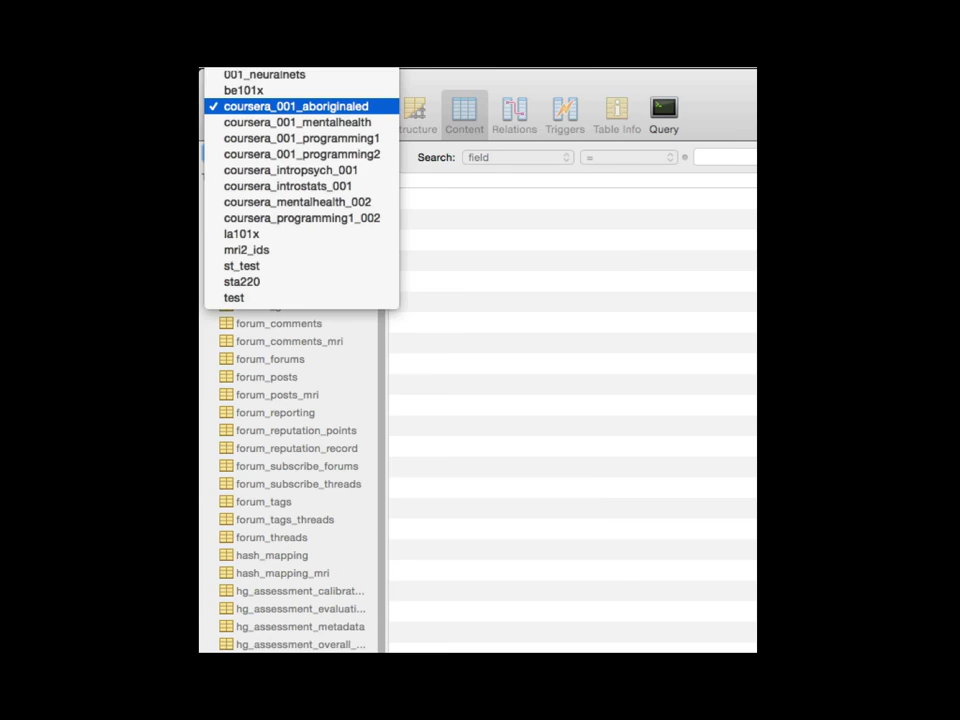 001_neuralnets
be101x
✓ coursera_001_aboriginaled
coursera_001_mentalhealth
coursera_001_programming1
coursera_001_programming2
coursera_intropsych_001
coursera_introstats_001
coursera_mentalhealth_002
coursera_programming1_002
la101x
mri2_ids
st_test
sta220
test
tructure Content Relations Triggers Table Info Query
Search: field =
forum_comments
forum_comments_mri
forum_forums
forum_posts
forum_posts_mri
forum_reporting
forum_reputation_points
forum_reputation_record
forum_subscribe_forums
forum_subscribe_threads
forum_tags
forum_tags_threads
forum_threads
hash_mapping
hash_mapping_mri
hg_assessment_calibrat...
hg_assessment_evaluati...
hg_assessment_metadata
hg_assessment_overall_...